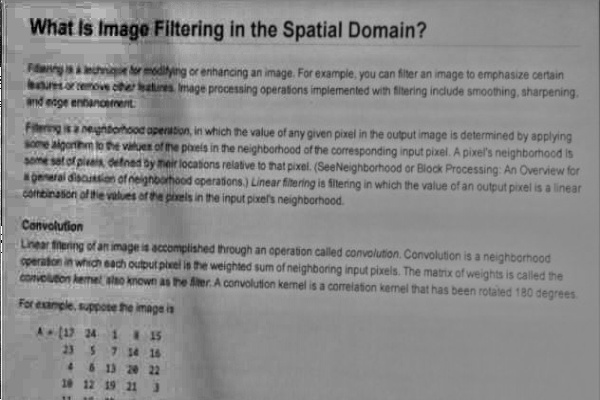 What Is Image Filtering in the Spatial Domain?
Filtering is a technique for modifying or enhancing an image. For example, you can filter an image to emphasize certain
features or remove other features. Image processing operations implemented with filtering include smoothing, sharpening,
and edge enhancement.
Filtering is a neighborhood operation, in which the value of any given pixel in the output image is determined by applying
some algorithm to the values of the pixels in the neighborhood of the corresponding input pixel. A pixel's neighborhood is
some set of pixels, defined by their locations relative to that pixel. (SeeNeighborhood or Block Processing: An Overview for
a general discussion of neighborhood operations.) Linear filtering is filtering in which the value of an output pixel is a linear
combination of the values of the pixels in the input pixel's neighborhood.
Convolution
Linear filtering of an image is accomplished through an operation called convolution. Convolution is a neighborhood
operation in which each output pixel is the weighted sum of neighboring input pixels. The matrix of weights is called the
convolution kernel, also known as the filter. A convolution kernel is a correlation kernel that has been rotated 180 degrees.
For example, suppose the image is
A = [17 24 1 8 15
23 5 7 14 16
4 6 13 20 22
10 12 19 21 3